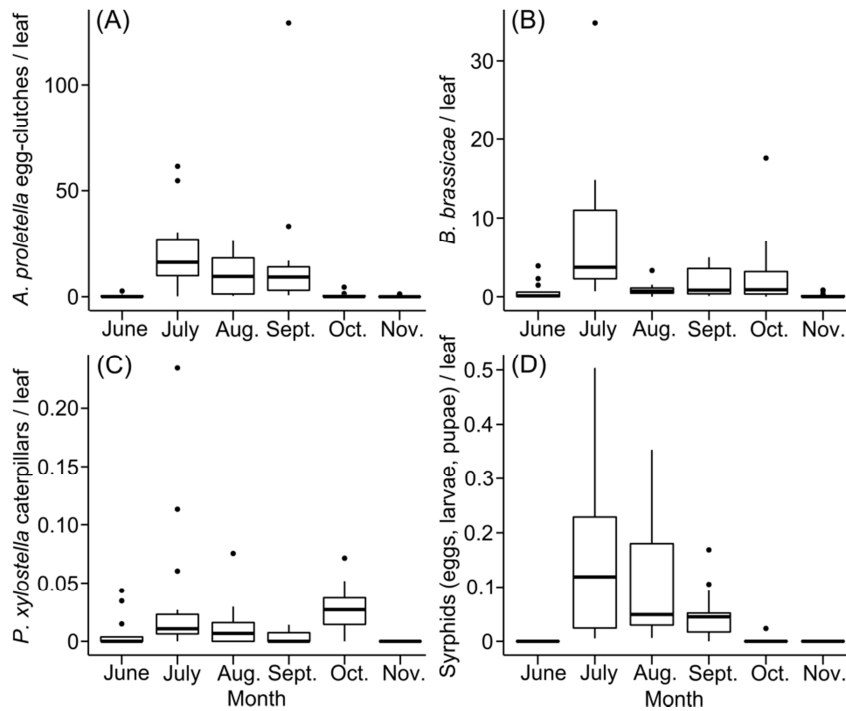 (A)
A. proletella egg-clutches / leaf
100
50
0
June July Aug. Sept. Oct. Nov.
(B)
B. brassicae / leaf
30
20
10
0
June July Aug. Sept. Oct. Nov.
(C)
P. xylostella caterpillars / leaf
0.20
0.15
0.10
0.05
0
June July Aug. Sept. Oct. Nov.
Month
(D)
Syrphids (eggs, larvae, pupae) / leaf
0.5
0.4
0.3
0.2
0.1
0
June July Aug. Sept. Oct. Nov.
Month